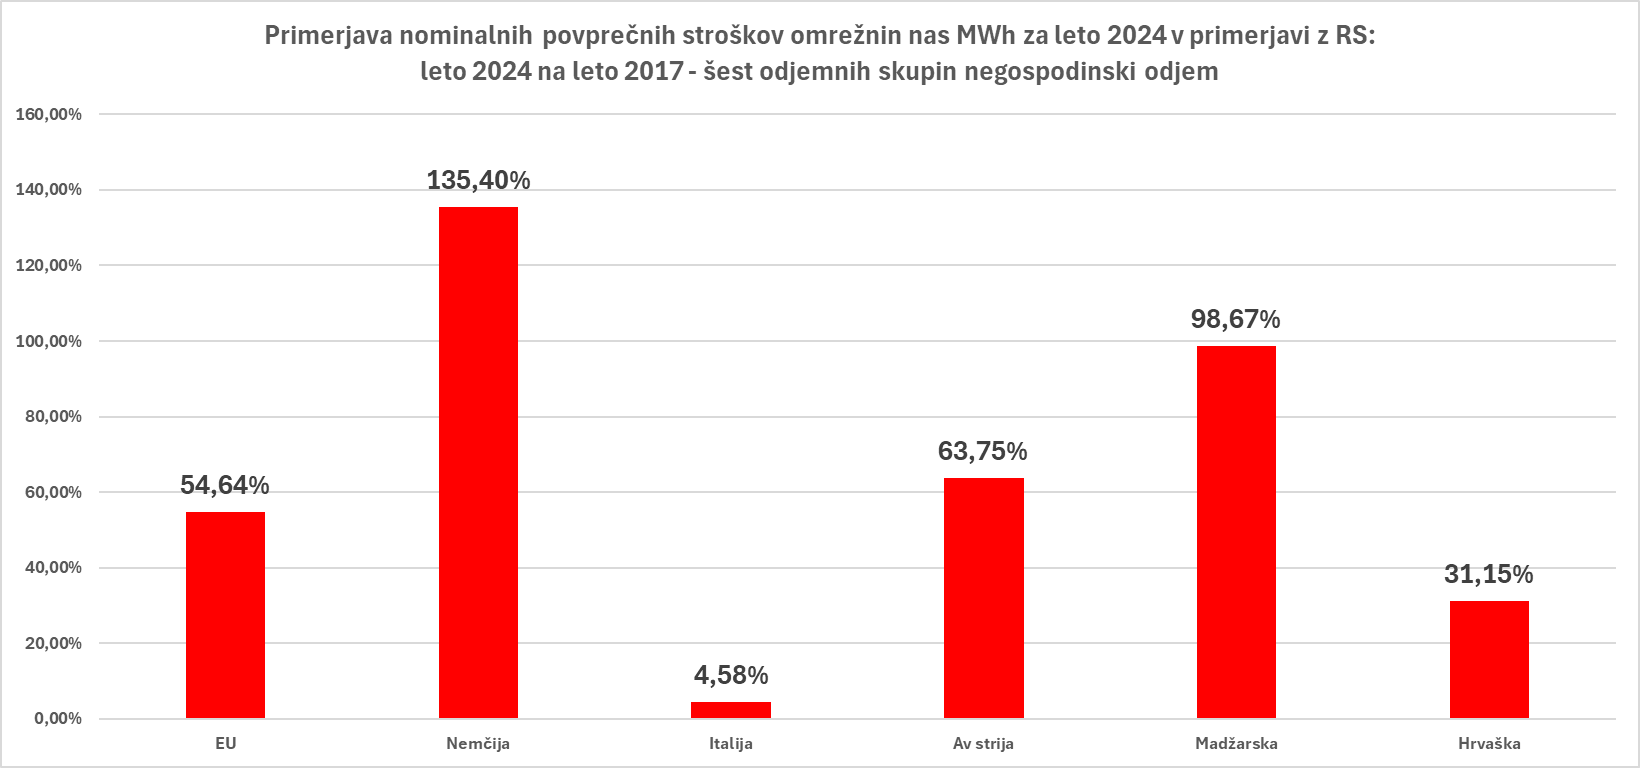 Primerjava nominalnih povprečnih stroškov omrežnin nas MWh za leto 2024 v primerjavi z RS:
leto 2024 na leto 2017 - šest odjemnih skupin negospodinski odjem
160,00%
140,00%
120,00%
100,00%
80,00%
60,00%
40,00%
20,00%
0,00%
54,64%
135,40%
4,58%
63,75%
98,67%
31,15%
EU
Nemčija
Italija
Av strija
Madžarska
Hrvaška